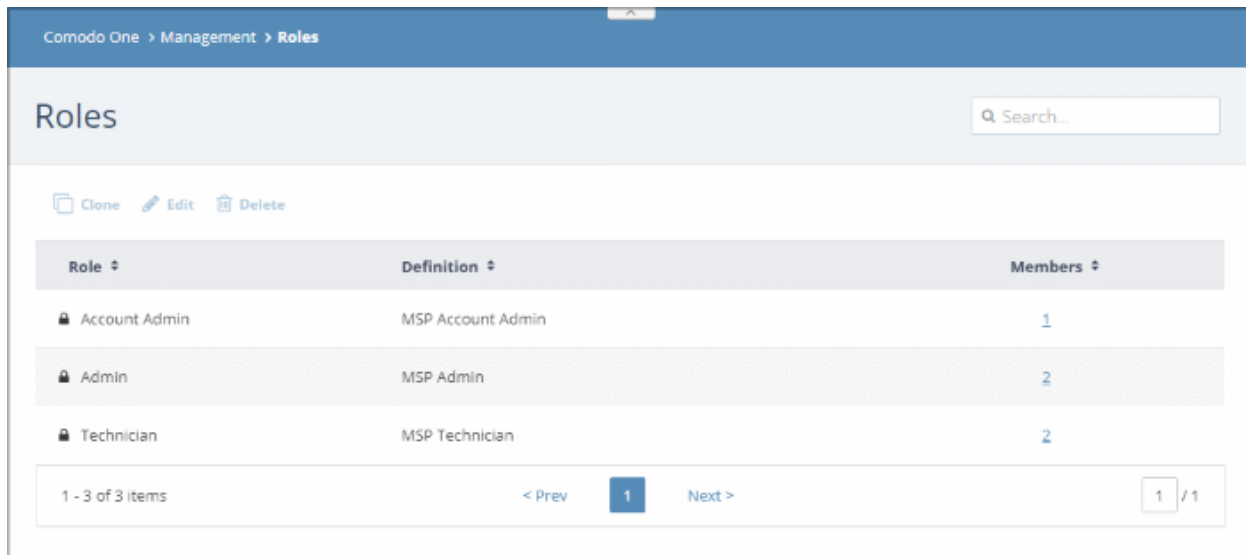 Comodo One > Management > Roles
Roles
Search...
Clone Edit Delete
Role Definition Members
Account Admin MSP Account Admin 1
Admin MSP Admin 2
Technician MSP Technician 2
1 - 3 of 3 items < Prev 1 Next > 1 / 1